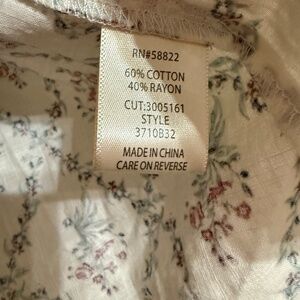 RN#58822
60% COTTON
40% RAYON
CUT:3005161
STYLE
3710B32
MADE IN CHINA
CARE ON REVERSE